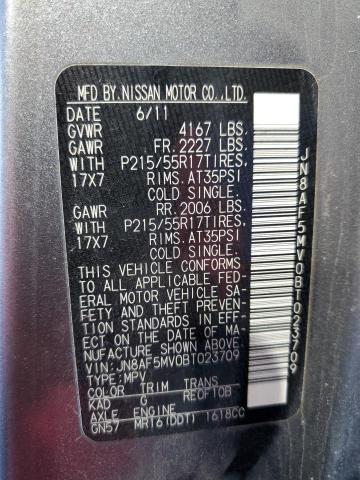 MFD BY NISSAN MOTOR CO., LTD.
DATE 6/11
GVWR 4167 LBS.
GAWR FR. 2227 LBS.
WITH P215/55R17TIRES,
17X7 RIMS. AT35PSI
COLD SINGLE.
GAWR RR. 2006 LBS.
WITH P215/55R17TIRES,
17X7 RIMS. AT35PSI
COLD SINGLE.
THIS VEHICLE CONFORMS
TO ALL APPLICABLE FED-
ERAL MOTOR VEHICLE SA-
FETY AND THEFT PREVEN-
TION STANDARDS IN EFF-
ECT ON THE DATE OF MA-
NUFACTURE SHOWN ABOVE.
VIN: JN8AF5MV0BT023709
TYPE: MPV
COLOR TRIM TRANS
KAD G RE0F10B
AXLE ENGINE
GN57 MR16(DDT) 1618CC
JN8AF5MV0BT023709